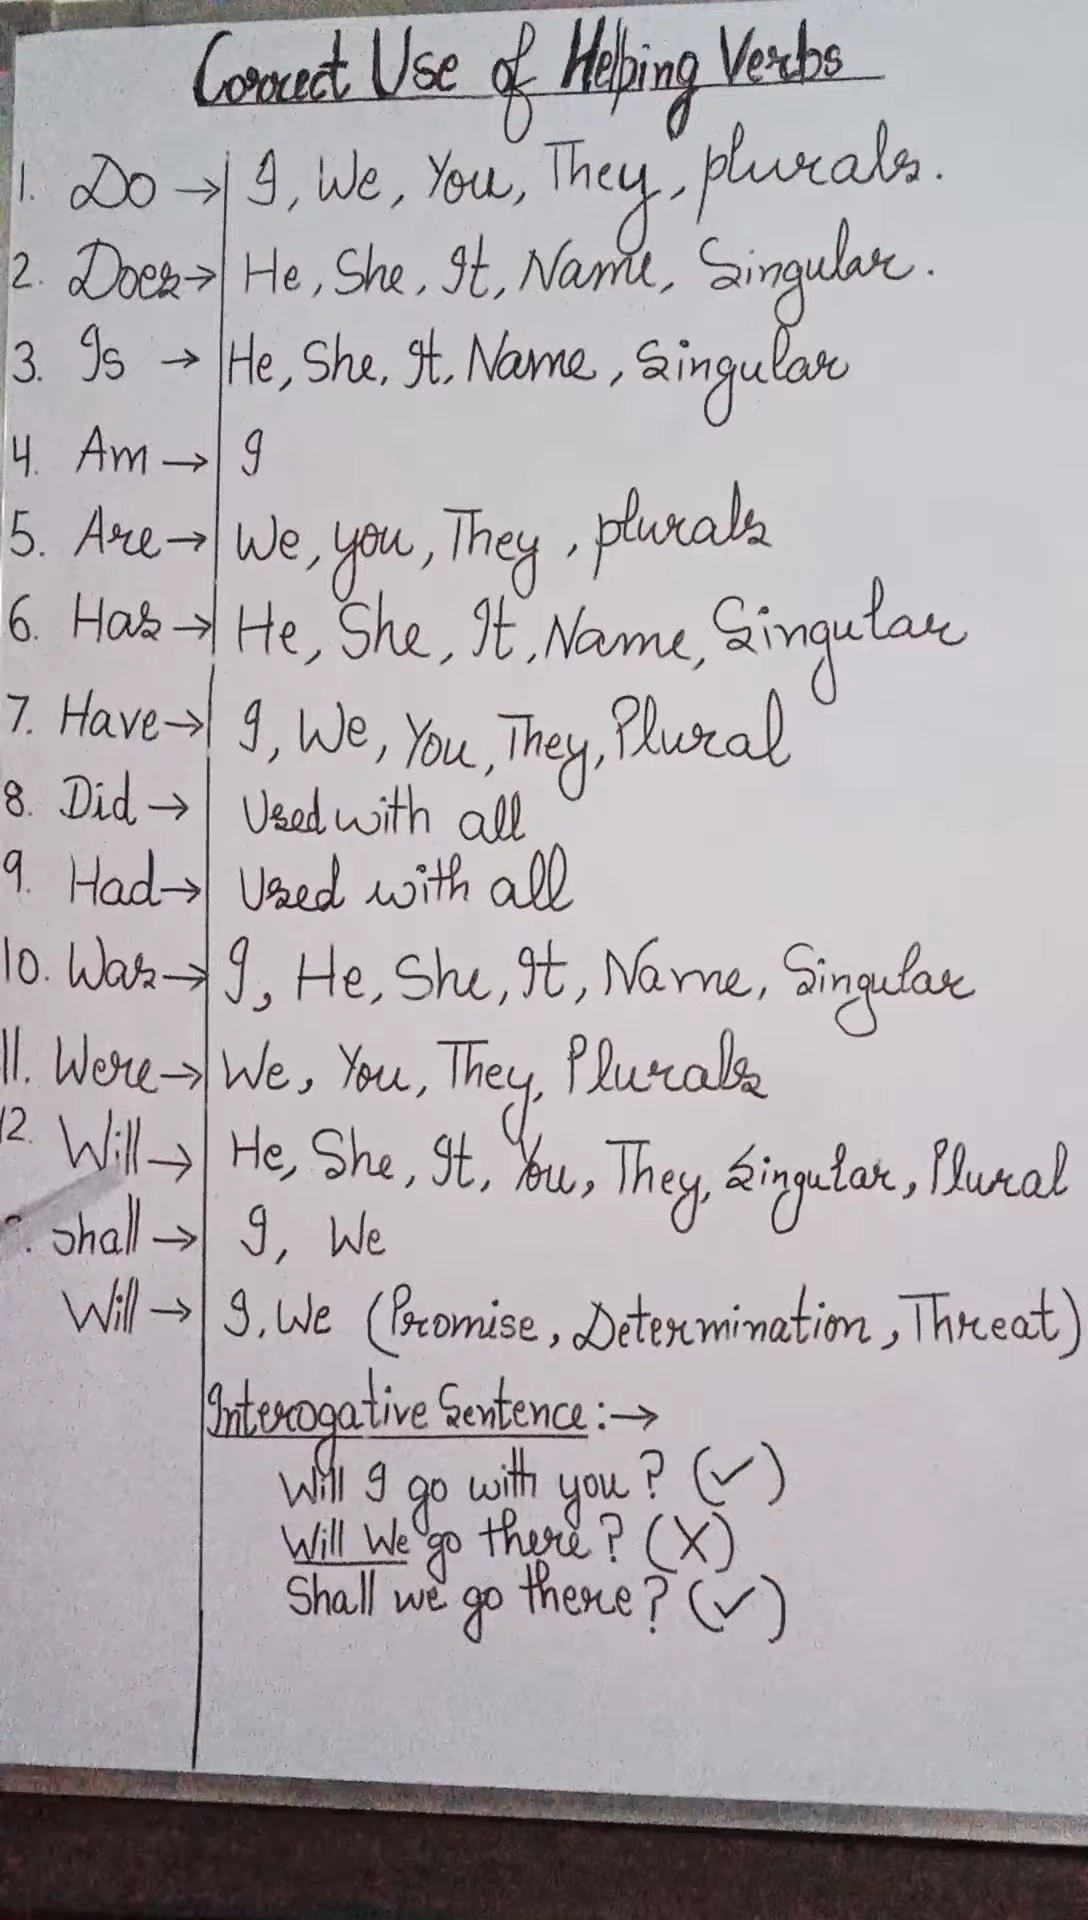 Correct Use of Helping Verbs
1. Do → I, We, You, They, plurals.
2. Does → He, She, It, Name, Singular.
3. Is → He, She, It, Name, Singular
4. Am → I
5. Are → We, you, They, plurals
6. Has → He, She, It, Name, Singular
7. Have → I, We, You, They, Plural
8. Did → Used with all
9. Had → Used with all
10. Was → I, He, She, It, Name, Singular
11. Were → We, You, They, Plurals
12. Will → He, She, It, You, They, Singular, Plural
Shall → I, We
Will → I, We (Promise, Determination, Threat)
Interogative Sentence :→
Will I go with you? (✓)
Will We go there? (X)
Shall we go there? (✓)